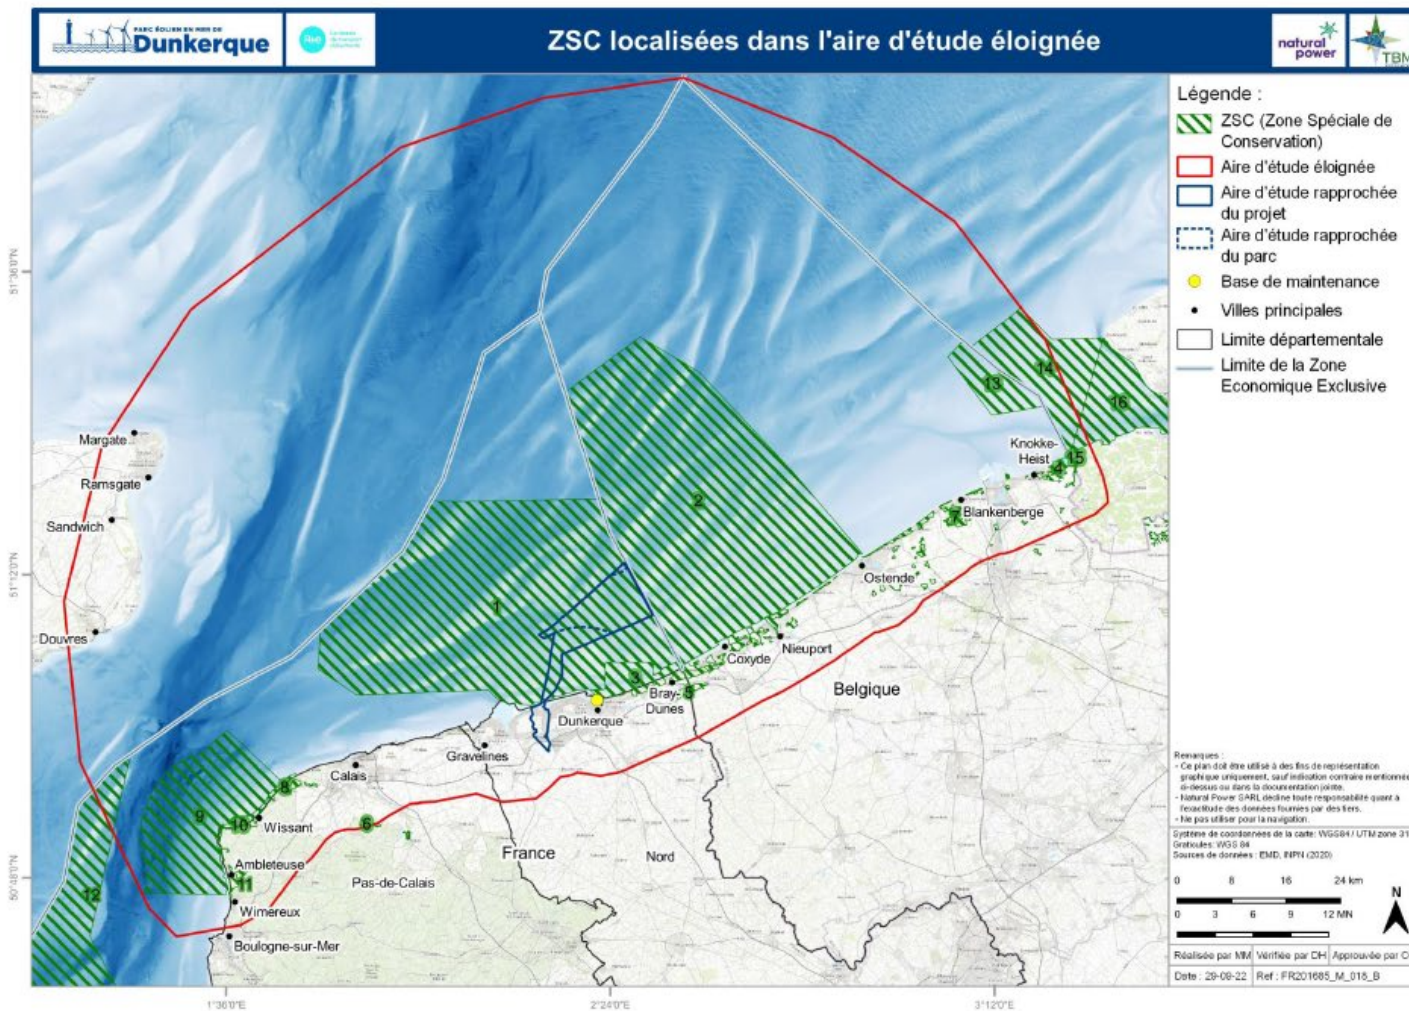 PARC ÉOLIEN EN MER DE
Dunkerque
Rte
ZSC localisées dans l'aire d'étude éloignée
natural
power
TBM
Légende :
ZSC (Zone Spéciale de
Conservation)
Aire d'étude éloignée
Aire d'étude rapprochée
du projet
Aire d'étude rapprochée
du parc
Base de maintenance
Villes principales
Limite départementale
Limite de la Zone
Economique Exclusive
51°36'0"N
51°12'0"N
50°48'0"N
1°36'0"E
2°24'0"E
3°12'0"E
14
13
16
Margate
Knokke-
Heist
15
4
Ramsgate
2
Sandwich
7
Blankenberge
Ostende
1
Douvres
Nieuport
Coxyde
3
5
Bray-
Dunes
Belgique
Dunkerque
Gravelines
Calais
8
9
10
Wissant
6
France
Nord
Ambleteuse
11
Pas-de-Calais
12
Wimereux
Boulogne-sur-Mer
Remarques :
- Ce plan doit être utilisé à des fins de représentation
graphique uniquement, sauf indication contraire mentionnée
ci-dessus ou dans la documentation jointe.
- Natural Power SARL décline toute responsabilité quant à
l'exactitude des données fournies par des tiers.
- Ne pas utiliser pour la navigation.
Système de coordonnées de la carte: WGS84 / UTM zone 31
Graticules: WGS 84
Sources de données : EMD, INPN (2020)
0 8 16 24 km
0 3 6 9 12 MN
N
Réalisée par MM Vérifiée par DH Approuvée par C
Date : 29-08-22 Ref : FR201685_M_015_B